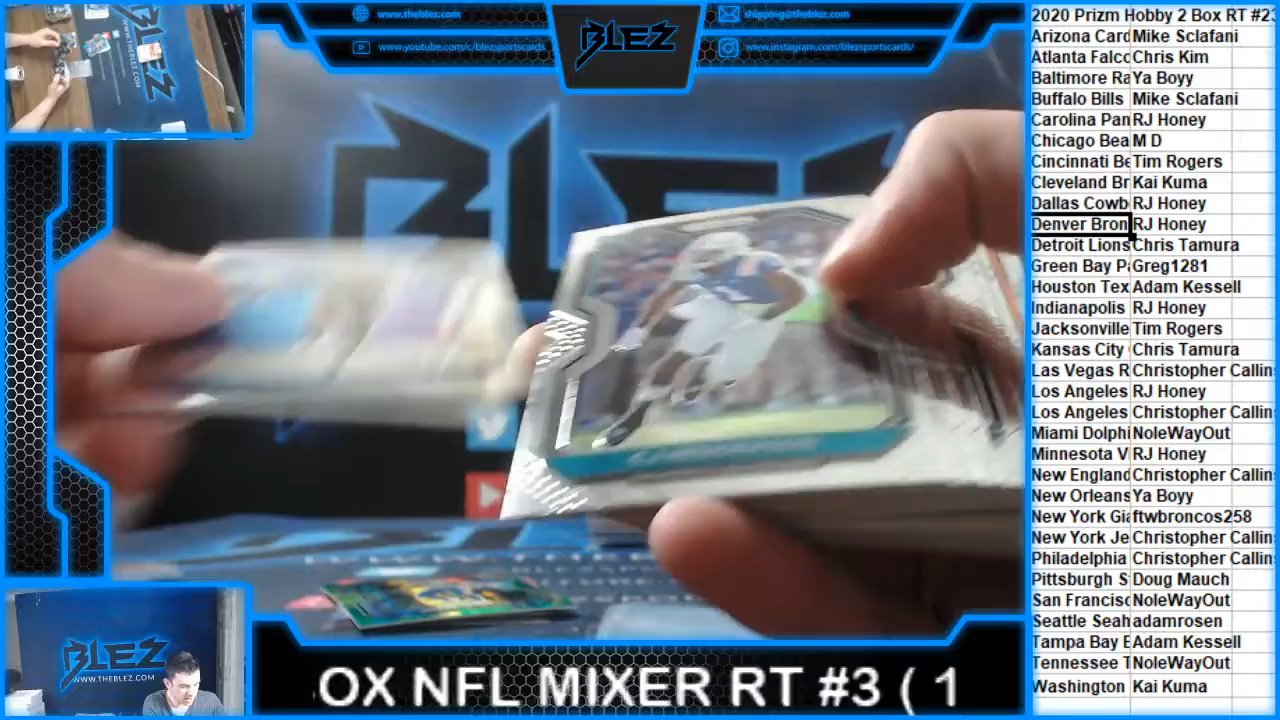 www.theblez.com
shipping@theblez.com
www.youtube.com/c/blezsportscards
www.instagram.com/blezsportscards/
BLEZ
BLEZ
BLEZ
WWW.THEBLEZ.COM
OX NFL MIXER RT #3 ( 1
2020 Prizm Hobby 2 Box RT #23
Arizona Card Mike Sclafani
Atlanta Falco Chris Kim
Baltimore Ra Ya Boyy
Buffalo Bills Mike Sclafani
Carolina Pan RJ Honey
Chicago Bea M D
Cincinnati Be Tim Rogers
Cleveland Br Kai Kuma
Dallas Cowb RJ Honey
Denver Bron RJ Honey
Detroit Lions Chris Tamura
Green Bay P Greg1281
Houston Tex Adam Kessell
Indianapolis RJ Honey
Jacksonville Tim Rogers
Kansas City Chris Tamura
Las Vegas R Christopher Callin
Los Angeles RJ Honey
Los Angeles Christopher Callin
Miami Dolphi NoleWayOut
Minnesota V RJ Honey
New England Christopher Callin
New Orleans Ya Boyy
New York Gia ftwbroncos258
New York Je Christopher Callin
Philadelphia Christopher Callin
Pittsburgh S Doug Mauch
San Francisc NoleWayOut
Seattle Seah adamrosen
Tampa Bay B Adam Kessell
Tennessee T NoleWayOut
Washington Kai Kuma